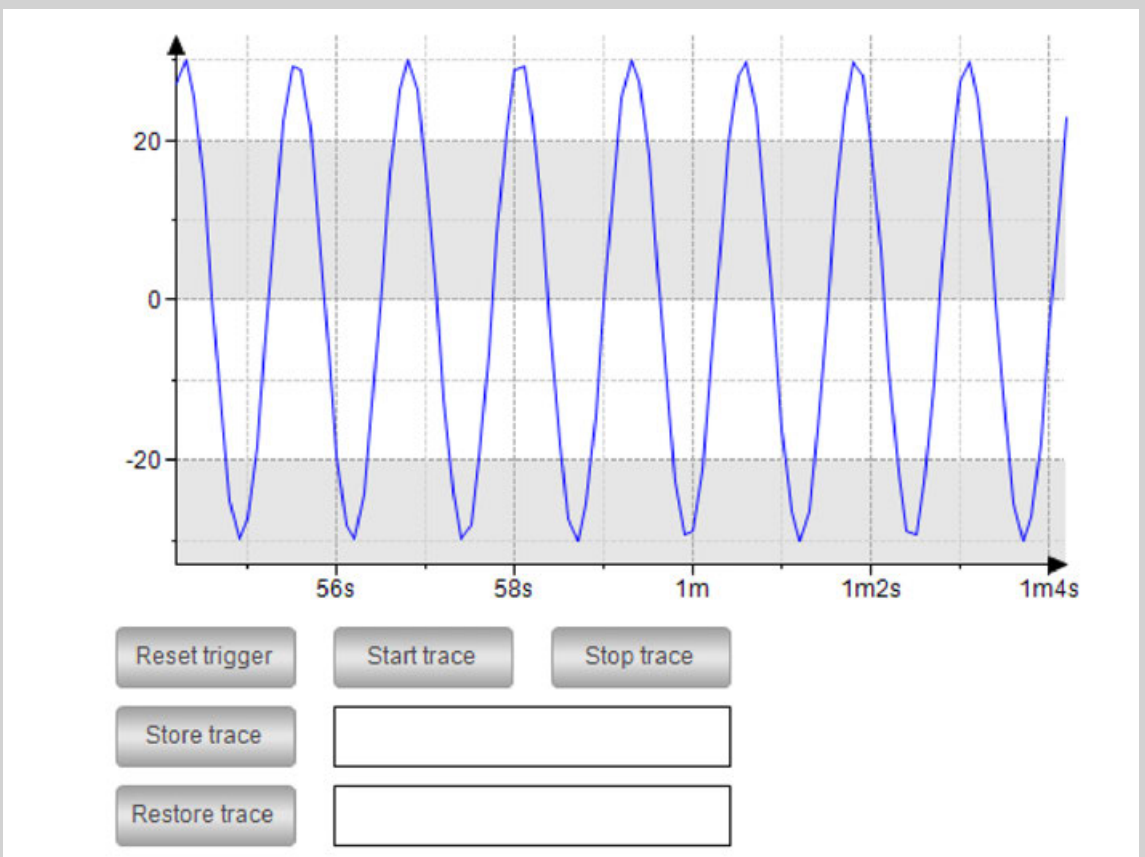 20
0
-20
56s 58s 1m 1m2s 1m4s
Reset trigger Start trace Stop trace
Store trace
Restore trace